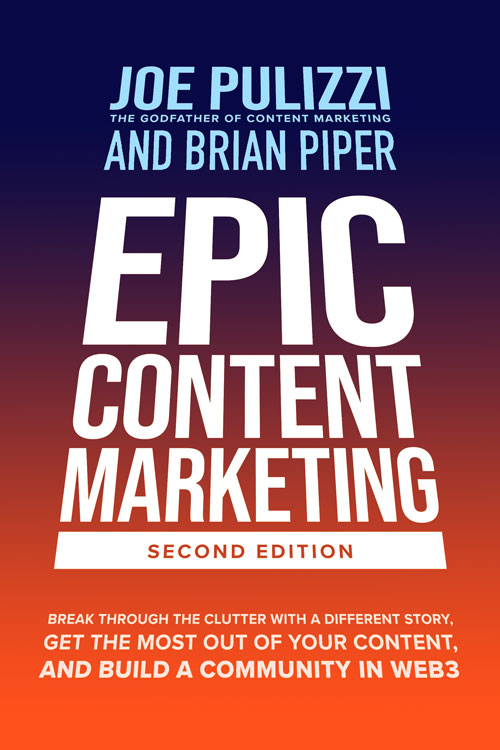 JOE PULIZZI
THE GODFATHER OF CONTENT MARKETING
AND BRIAN PIPER
EPIC
CONTENT
MARKETING
SECOND EDITION
BREAK THROUGH THE CLUTTER WITH A DIFFERENT STORY,
GET THE MOST OUT OF YOUR CONTENT,
AND BUILD A COMMUNITY IN WEB3